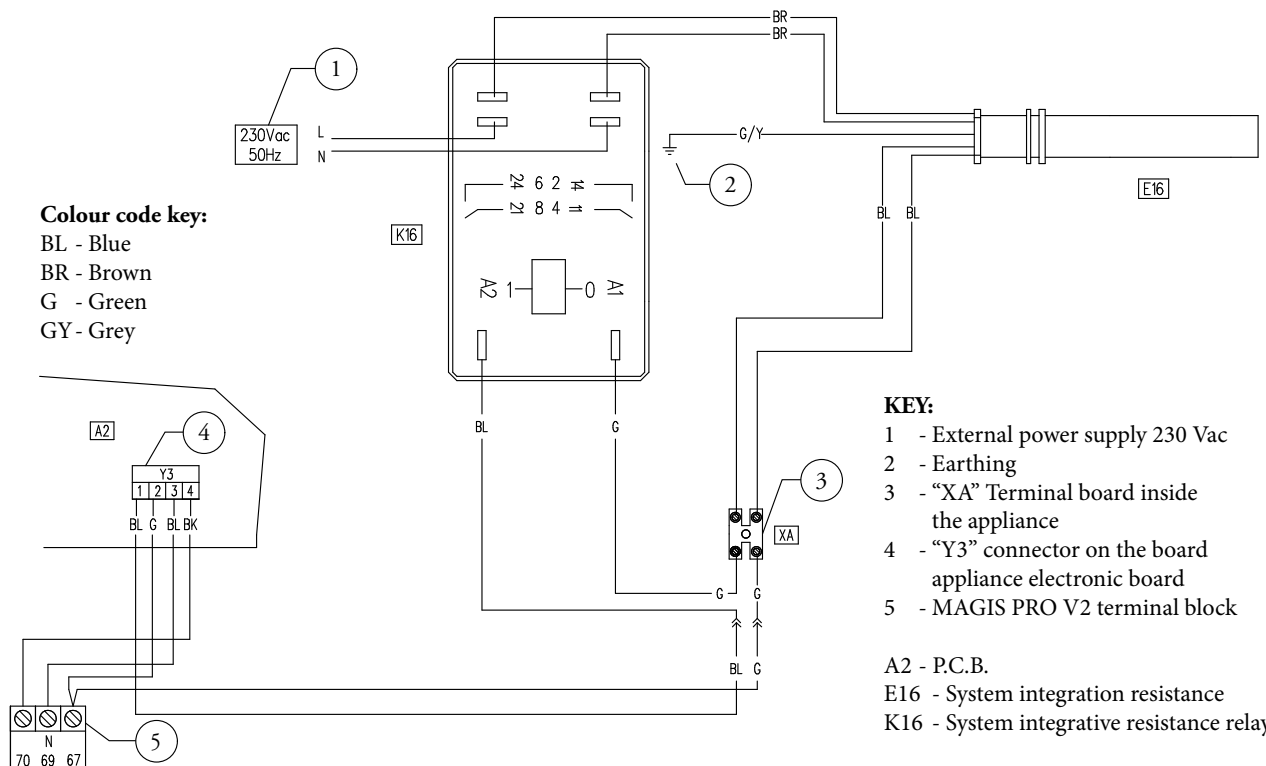 BR
BR
1
230Vac
50Hz
L
N
G/Y
2
E16
24 6 2 14
21 8 4 11
K16
BL BL
Colour code key:
BL - Blue
BR - Brown
G - Green
GY - Grey
A2 1 0 A1
BL
G
A2
4
Y3
1 2 3 4
BL G BL BK
3
XA
G G
BL G
KEY:
1 - External power supply 230 Vac
2 - Earthing
3 - “XA” Terminal board inside
the appliance
4 - “Y3” connector on the board
appliance electronic board
5 - MAGIS PRO V2 terminal block
A2 - P.C.B.
E16 - System integration resistance
K16 - System integrative resistance relay
N
70 69 67
5